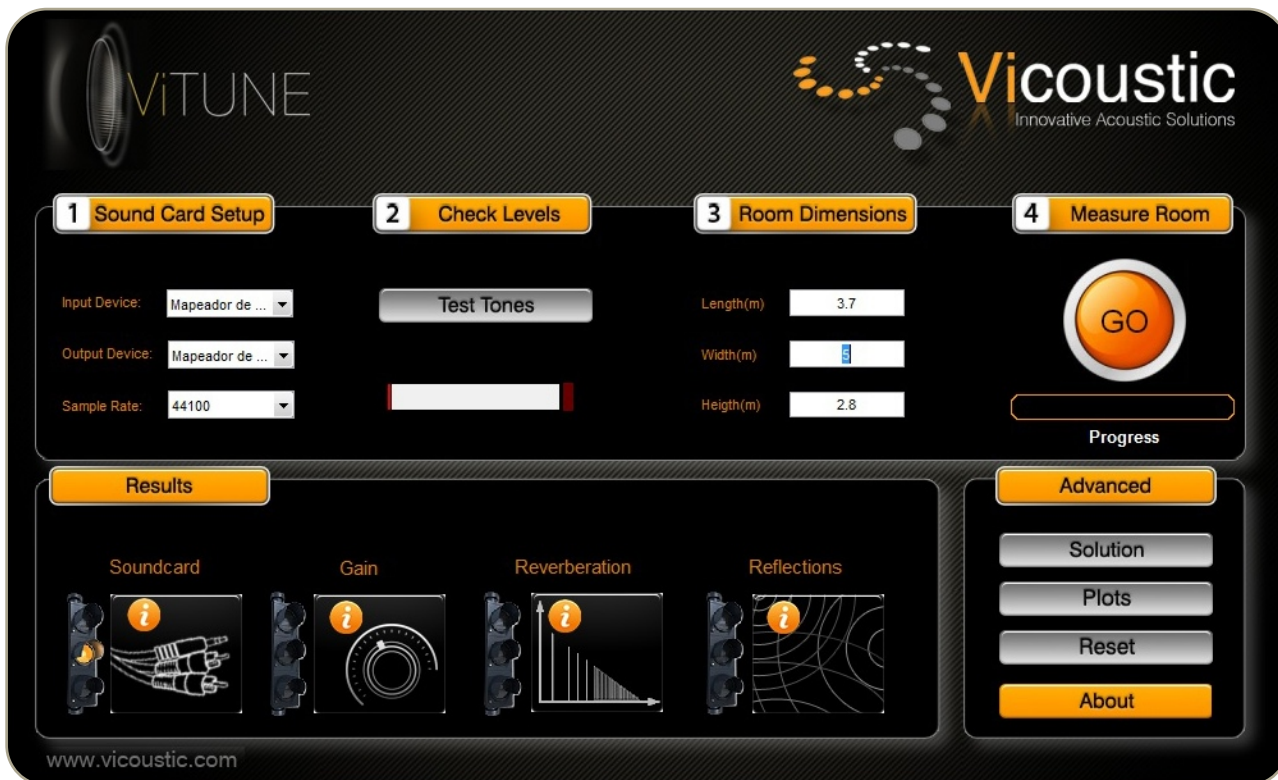 ViTUNE
Vicoustic
Innovative Acoustic Solutions
1 Sound Card Setup
2 Check Levels
3 Room Dimensions
4 Measure Room
Input Device: Mapeador de ...
Output Device: Mapeador de ...
Sample Rate: 44100
Test Tones
Length(m) 3.7
Width(m) 5
Heigth(m) 2.8
GO
Progress
Results
Soundcard
Gain
Reverberation
Reflections
i
i
i
i
Advanced
Solution
Plots
Reset
About
www.vicoustic.com